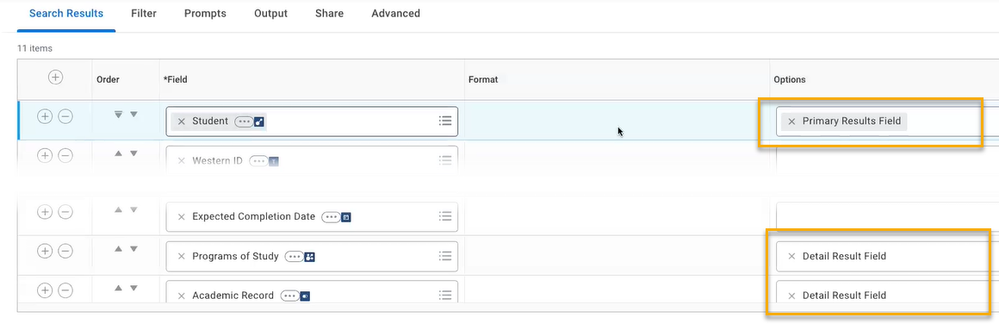 Search Results Filter Prompts Output Share Advanced
11 items
Order *Field Format Options
Student Primary Results Field
Western ID
Expected Completion Date
Programs of Study Detail Result Field
Academic Record Detail Result Field